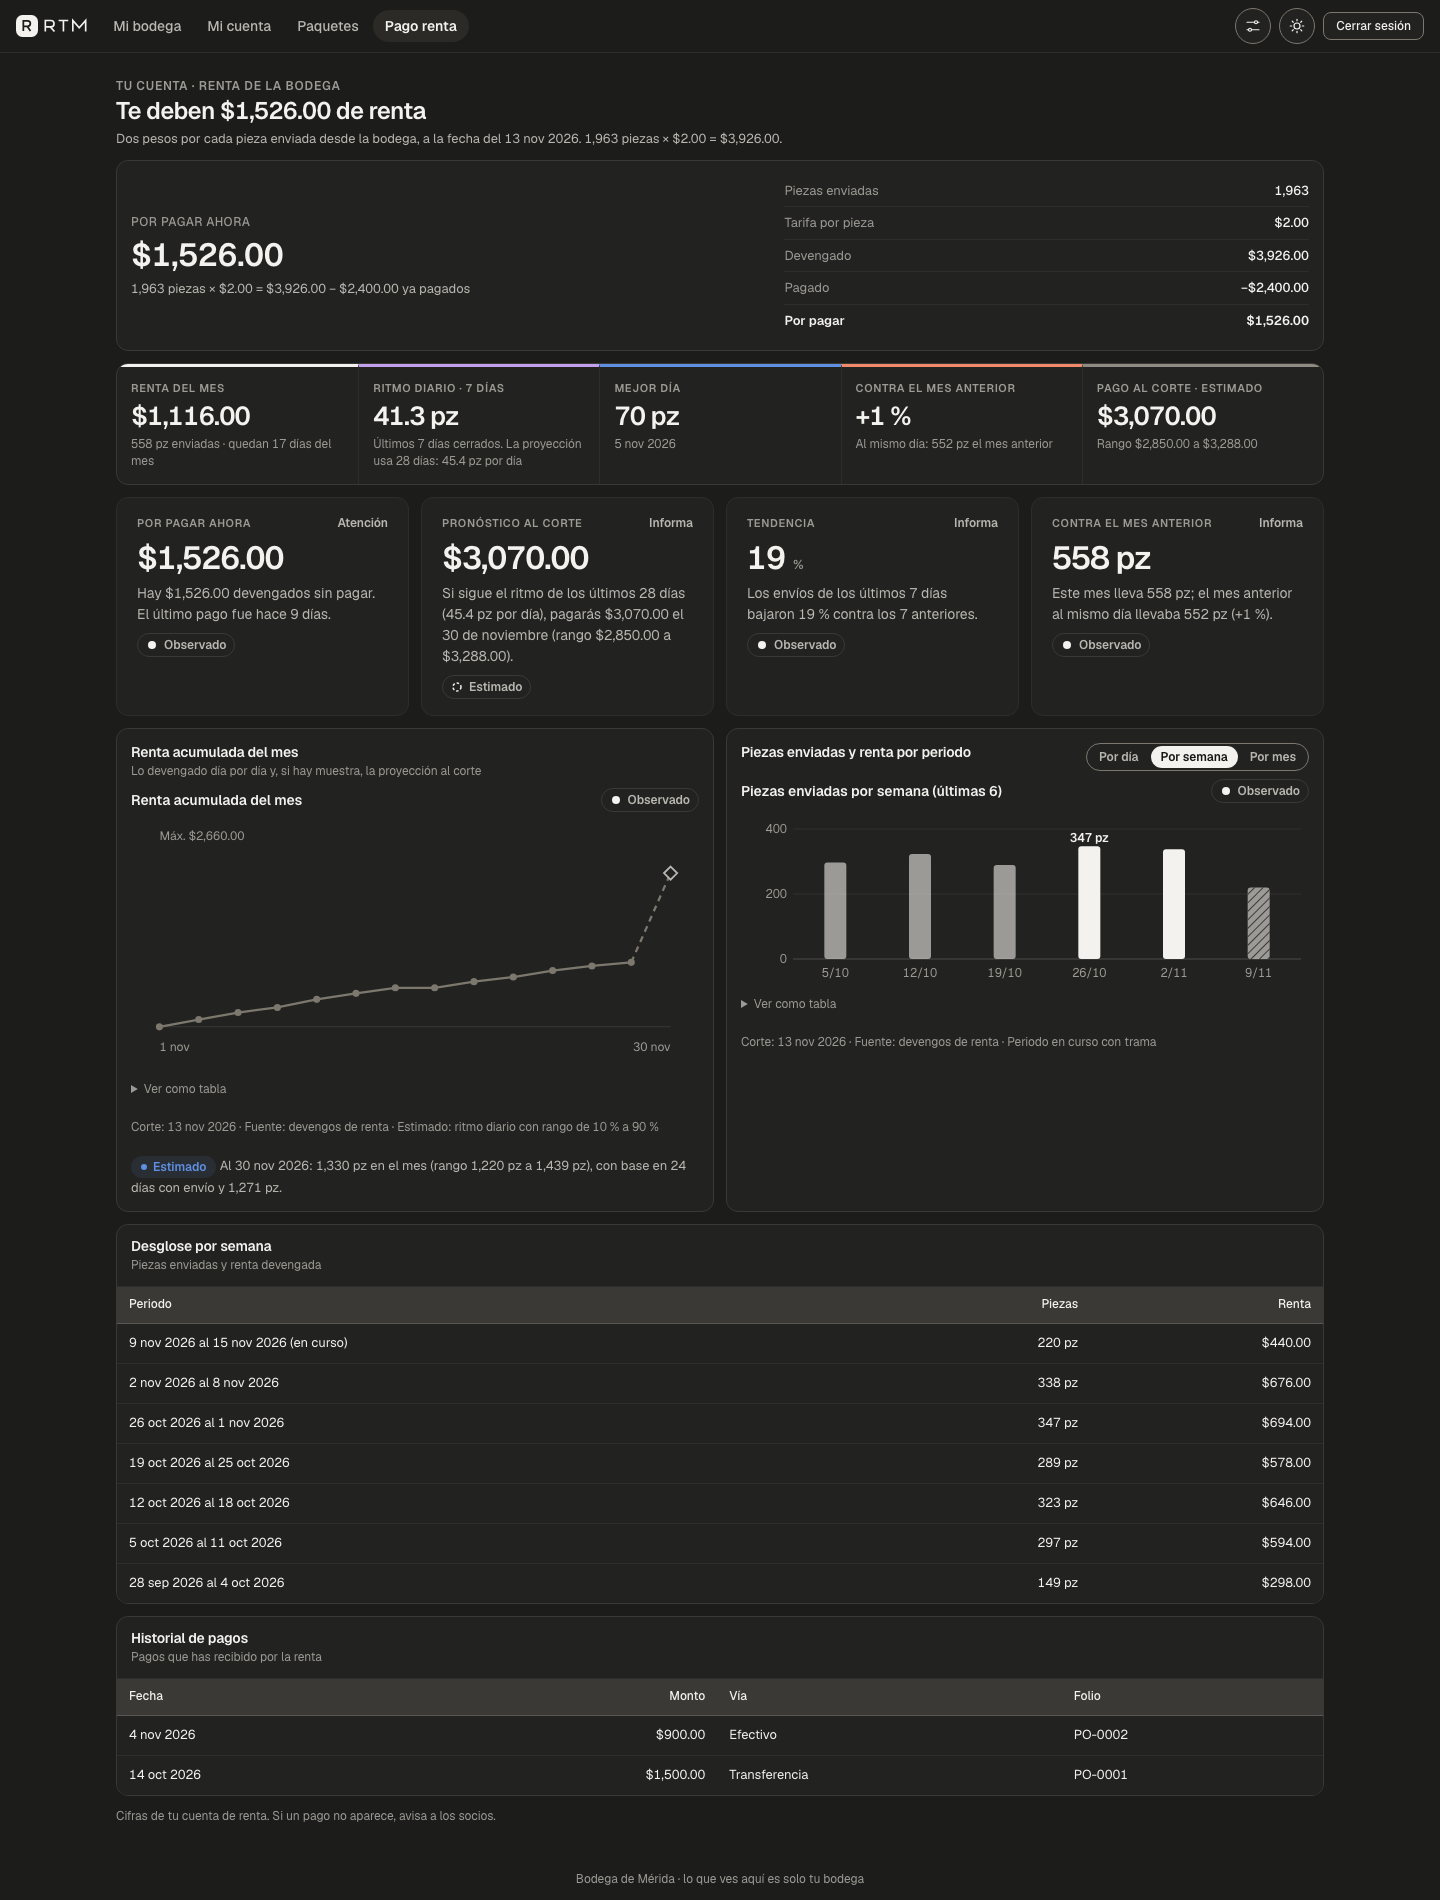 R RTM
Mi bodega
Mi cuenta
Paquetes
Pago renta
Cerrar sesión
TU CUENTA · RENTA DE LA BODEGA
Te deben $1,526.00 de renta
Dos pesos por cada pieza enviada desde la bodega, a la fecha del 13 nov 2026. 1,963 piezas × $2.00 = $3,926.00.
POR PAGAR AHORA
$1,526.00
1,963 piezas × $2.00 = $3,926.00 − $2,400.00 ya pagados
Piezas enviadas 1,963
Tarifa por pieza $2.00
Devengado $3,926.00
Pagado −$2,400.00
Por pagar $1,526.00
RENTA DEL MES
$1,116.00
558 pz enviadas · quedan 17 días del
mes
RITMO DIARIO · 7 DÍAS
41.3 pz
Últimos 7 días cerrados. La proyección
usa 28 días: 45.4 pz por día
MEJOR DÍA
70 pz
5 nov 2026
CONTRA EL MES ANTERIOR
+1 %
Al mismo día: 552 pz el mes anterior
PAGO AL CORTE · ESTIMADO
$3,070.00
Rango $2,850.00 a $3,288.00
POR PAGAR AHORA Atención
$1,526.00
Hay $1,526.00 devengados sin pagar.
El último pago fue hace 9 días.
Observado
PRONÓSTICO AL CORTE Informa
$3,070.00
Si sigue el ritmo de los últimos 28 días
(45.4 pz por día), pagarás $3,070.00 el
30 de noviembre (rango $2,850.00 a
$3,288.00).
Estimado
TENDENCIA Informa
19 %
Los envíos de los últimos 7 días
bajaron 19 % contra los 7 anteriores.
Observado
CONTRA EL MES ANTERIOR Informa
558 pz
Este mes lleva 558 pz; el mes anterior
al mismo día llevaba 552 pz (+1 %).
Observado
Renta acumulada del mes
Lo devengado día por día y, si hay muestra, la proyección al corte
Renta acumulada del mes Observado
Máx. $2,660.00
1 nov 30 nov
Ver como tabla
Corte: 13 nov 2026 · Fuente: devengos de renta · Estimado: ritmo diario con rango de 10 % a 90 %
Estimado Al 30 nov 2026: 1,330 pz en el mes (rango 1,220 pz a 1,439 pz), con base en 24
días con envío y 1,271 pz.
Piezas enviadas y renta por periodo
Por día Por semana Por mes
Piezas enviadas por semana (últimas 6) Observado
400
347 pz
200
0
5/10 12/10 19/10 26/10 2/11 9/11
Ver como tabla
Corte: 13 nov 2026 · Fuente: devengos de renta · Periodo en curso con trama
Desglose por semana
Piezas enviadas y renta devengada
Periodo Piezas Renta
9 nov 2026 al 15 nov 2026 (en curso) 220 pz $440.00
2 nov 2026 al 8 nov 2026 338 pz $676.00
26 oct 2026 al 1 nov 2026 347 pz $694.00
19 oct 2026 al 25 oct 2026 289 pz $578.00
12 oct 2026 al 18 oct 2026 323 pz $646.00
5 oct 2026 al 11 oct 2026 297 pz $594.00
28 sep 2026 al 4 oct 2026 149 pz $298.00
Historial de pagos
Pagos que has recibido por la renta
Fecha Monto Vía Folio
4 nov 2026 $900.00 Efectivo PO-0002
14 oct 2026 $1,500.00 Transferencia PO-0001
Cifras de tu cuenta de renta. Si un pago no aparece, avisa a los socios.
Bodega de Mérida · lo que ves aquí es solo tu bodega